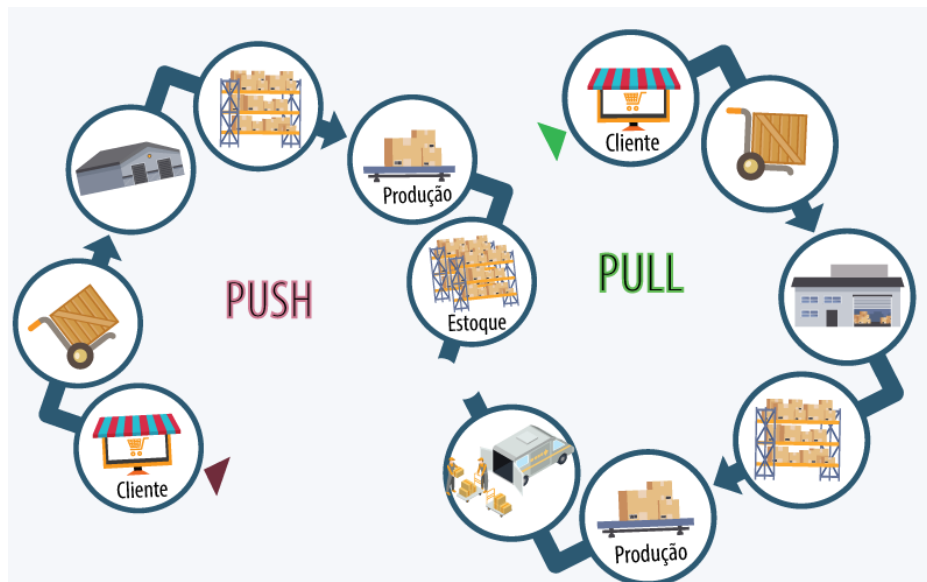 Cliente
Produção
PUSH
PULL
Estoque
Cliente
Produção